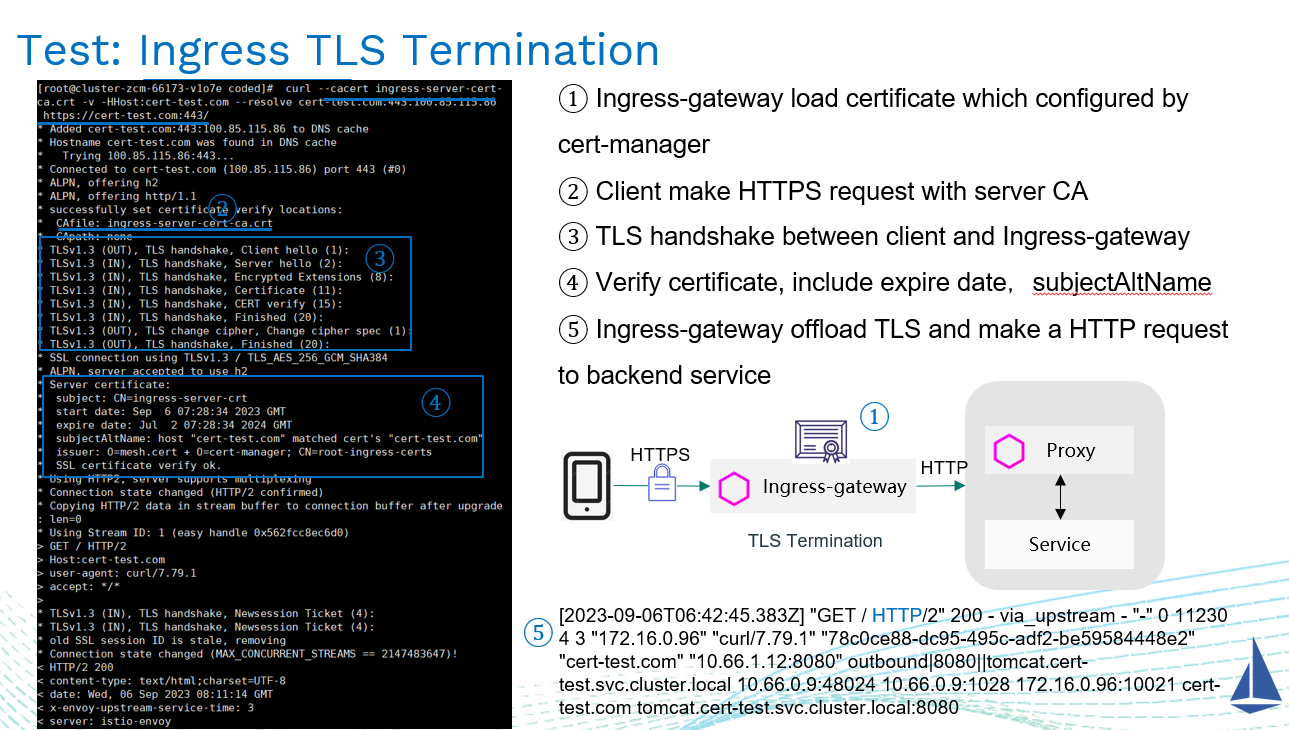 Test: Ingress TLS Termination
[root@cluster-zcm-66173-v1o7e coded]#  curl --cacert ingress-server-cert-
ca.crt -v -HHost:cert-test.com --resolve cert-test.com:443:100.85.115.86
https://cert-test.com:443/
* Added cert-test.com:443:100.85.115.86 to DNS cache
* Hostname cert-test.com was found in DNS cache
*   Trying 100.85.115.86:443...
* Connected to cert-test.com (100.85.115.86) port 443 (#0)
* ALPN, offering h2
* ALPN, offering http/1.1
* successfully set certificate verify locations:
②
*  CAfile: ingress-server-cert-ca.crt
*  CApath: none
③
* TLSv1.3 (OUT), TLS handshake, Client hello (1):
* TLSv1.3 (IN), TLS handshake, Server hello (2):
* TLSv1.3 (IN), TLS handshake, Encrypted Extensions (8):
* TLSv1.3 (IN), TLS handshake, Certificate (11):
* TLSv1.3 (IN), TLS handshake, CERT verify (15):
* TLSv1.3 (IN), TLS handshake, Finished (20):
* TLSv1.3 (OUT), TLS change cipher, Change cipher spec (1):
* TLSv1.3 (OUT), TLS handshake, Finished (20):
* SSL connection using TLSv1.3 / TLS_AES_256_GCM_SHA384
* ALPN, server accepted to use h2
* Server certificate:
④
*  subject: CN=ingress-server-crt
*  start date: Sep  6 07:28:34 2023 GMT
*  expire date: Jul  2 07:28:34 2024 GMT
*  subjectAltName: host "cert-test.com" matched cert's "cert-test.com"
*  issuer: O=mesh.cert + O=cert-manager; CN=root-ingress-certs
*  SSL certificate verify ok.
* Using HTTP2, server supports multiplexing
* Connection state changed (HTTP/2 confirmed)
* Copying HTTP/2 data in stream buffer to connection buffer after upgrade
: len=0
* Using Stream ID: 1 (easy handle 0x562fcc8ec6d0)
> GET / HTTP/2
> Host:cert-test.com
> user-agent: curl/7.79.1
> accept: */*
>
* TLSv1.3 (IN), TLS handshake, Newsession Ticket (4):
* TLSv1.3 (IN), TLS handshake, Newsession Ticket (4):
* old SSL session ID is stale, removing
* Connection state changed (MAX_CONCURRENT_STREAMS == 2147483647)!
< HTTP/2 200
< content-type: text/html;charset=UTF-8
< date: Wed, 06 Sep 2023 08:11:14 GMT
< x-envoy-upstream-service-time: 3
< server: istio-envoy
① Ingress-gateway load certificate which configured by
cert-manager
② Client make HTTPS request with server CA
③ TLS handshake between client and Ingress-gateway
④ Verify certificate, include expire date, subjectAltName
⑤ Ingress-gateway offload TLS and make a HTTP request
to backend service
①
HTTPS
Ingress-gateway
HTTP
Proxy
Service
TLS Termination
⑤
[2023-09-06T06:42:45.383Z] "GET / HTTP/2" 200 - via_upstream - "-" 0 11230
4 3 "172.16.0.96" "curl/7.79.1" "78c0ce88-dc95-495c-adf2-be59584448e2"
"cert-test.com" "10.66.1.12:8080" outbound|8080||tomcat.cert-
test.svc.cluster.local 10.66.0.9:48024 10.66.0.9:1028 172.16.0.96:10021 cert-
test.com tomcat.cert-test.svc.cluster.local:8080